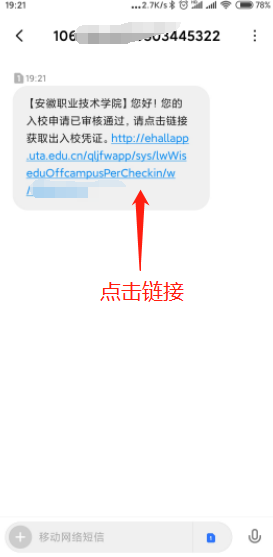 19:21
...2.7K/s 78%
106 303445322
19:21
【安徽职业技术学院】您好！您的
入校申请已审核通过，请点击链接
获取出入校凭证。http://ehallapp
.uta.edu.cn/qljfwapp/sys/lwWis
eduOffcampusPerCheckin/w
/
点击链接
移动网络短信